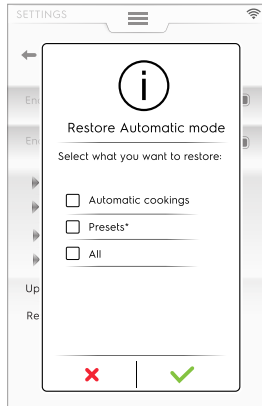 SETTINGS
Restore Automatic mode
Select what you want to restore:
Automatic cookings
Presets*
All
Up
Re